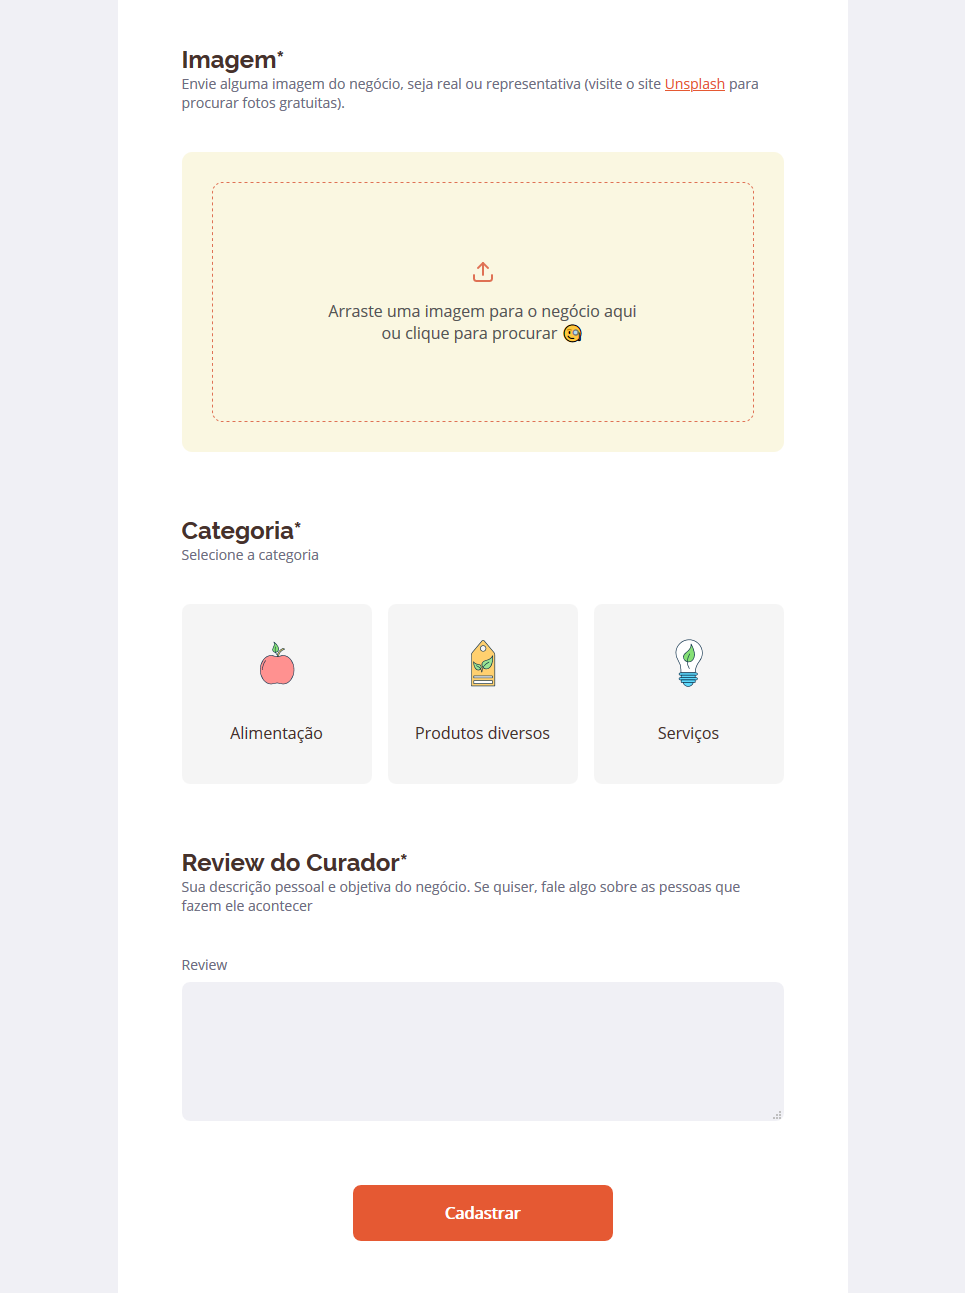 Imagem*
Envie alguma imagem do negócio, seja real ou representativa (visite o site Unsplash para
procurar fotos gratuitas).
Arraste uma imagem para o negócio aqui
ou clique para procurar 🧐
Categoria*
Selecione a categoria
Alimentação
Produtos diversos
Serviços
Review do Curador*
Sua descrição pessoal e objetiva do negócio. Se quiser, fale algo sobre as pessoas que
fazem ele acontecer
Review
Cadastrar